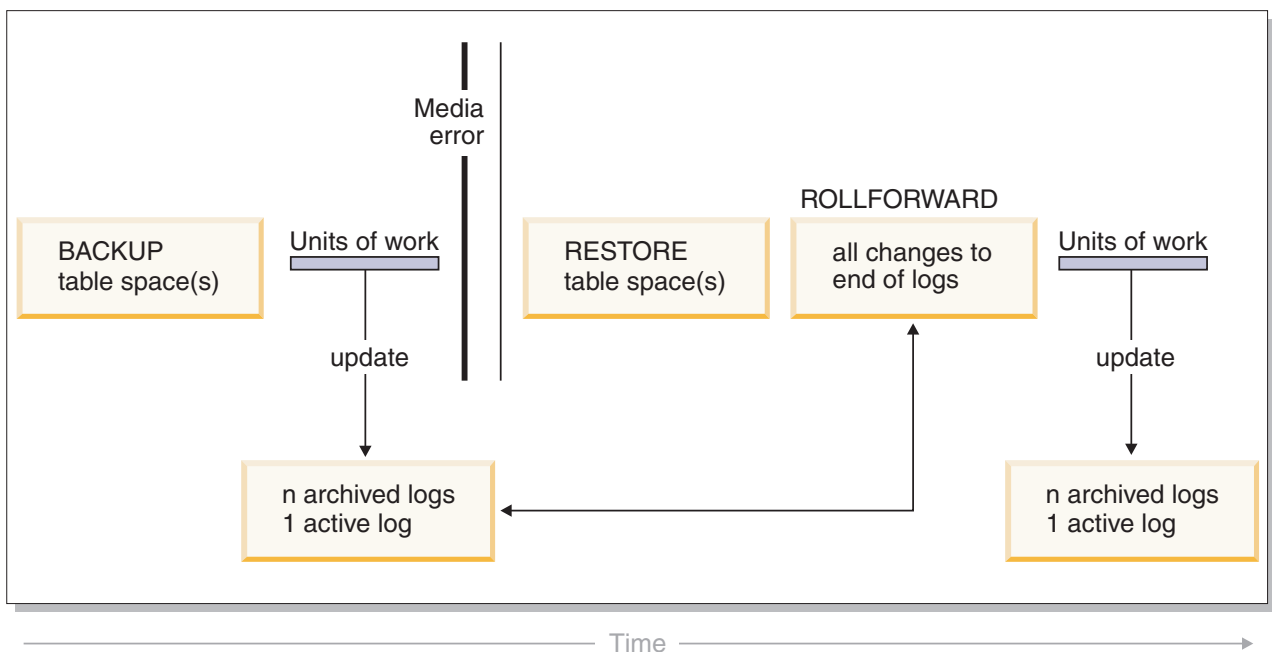 Media
error
ROLLFORWARD
BACKUP
table space(s)
Units of work
RESTORE
table space(s)
all changes to
end of logs
Units of work
update
update
n archived logs
1 active log
n archived logs
1 active log
Time